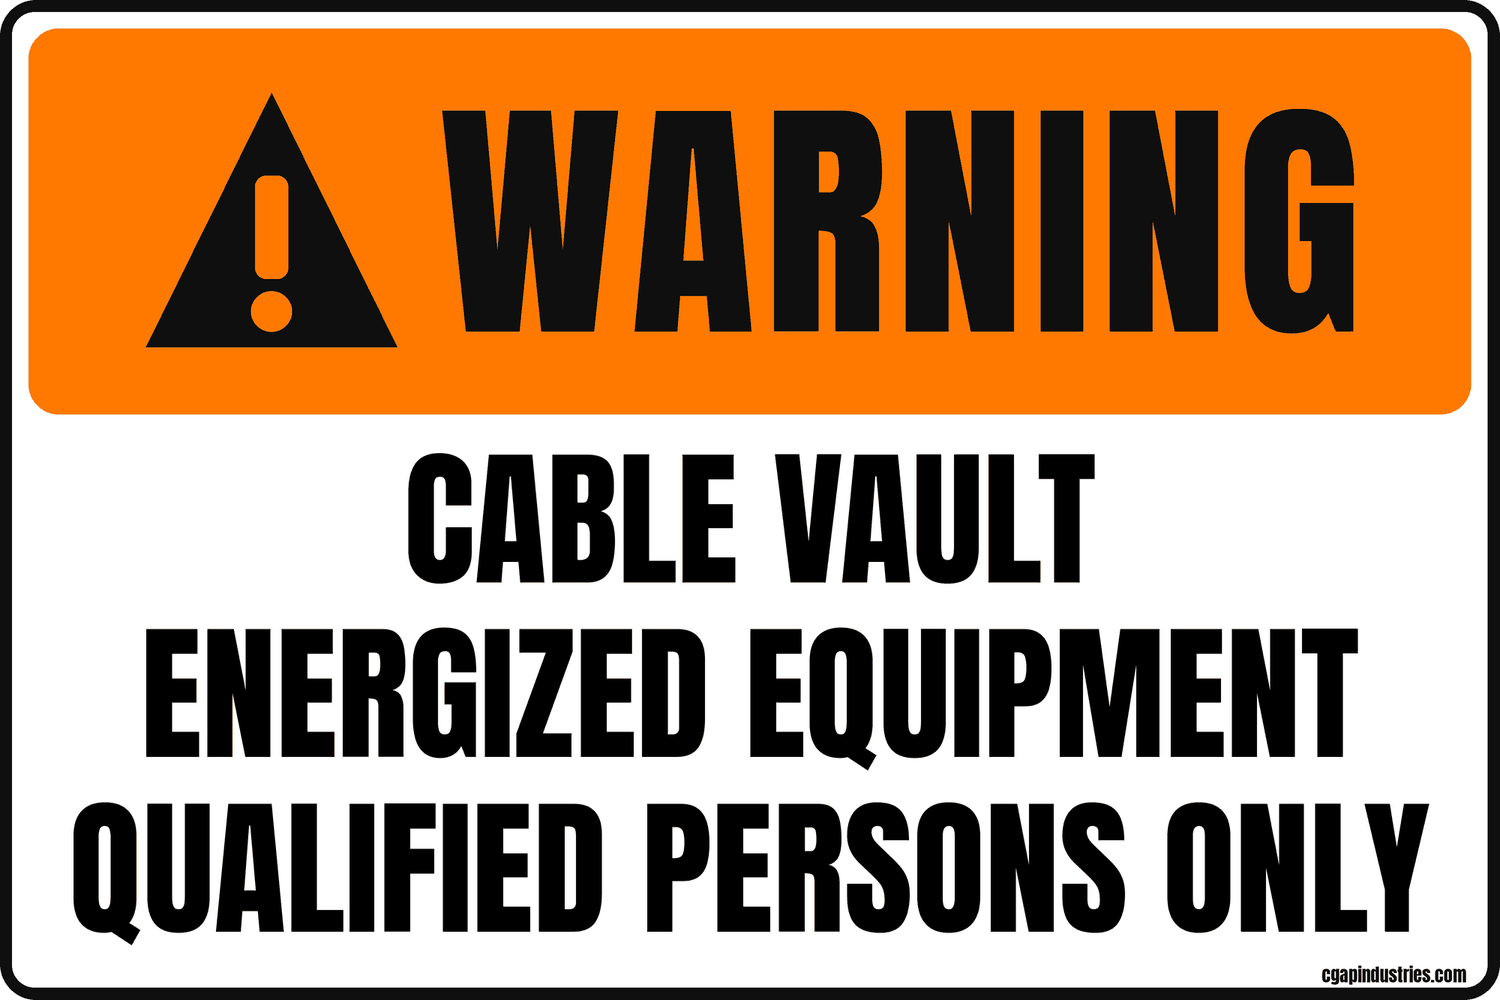 WARNING
CABLE VAULT
ENERGIZED EQUIPMENT
QUALIFIED PERSONS ONLY
cgapindustries.com